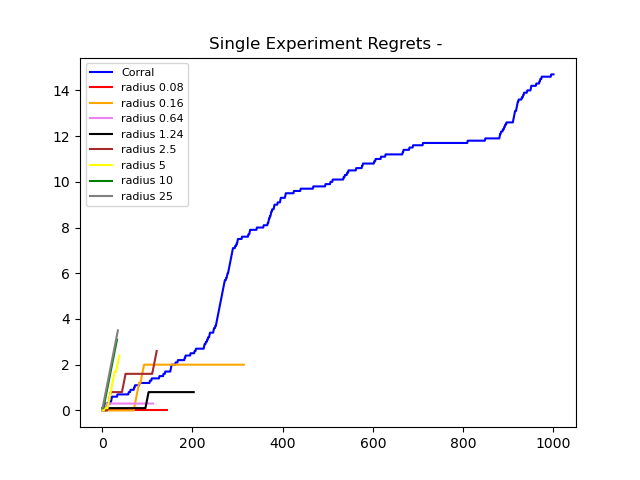 Single Experiment Regrets -
Corral
radius 0.08
radius 0.16
radius 0.64
radius 1.24
radius 2.5
radius 5
radius 10
radius 25
14
12
10
8
6
4
2
0
0 200 400 600 800 1000